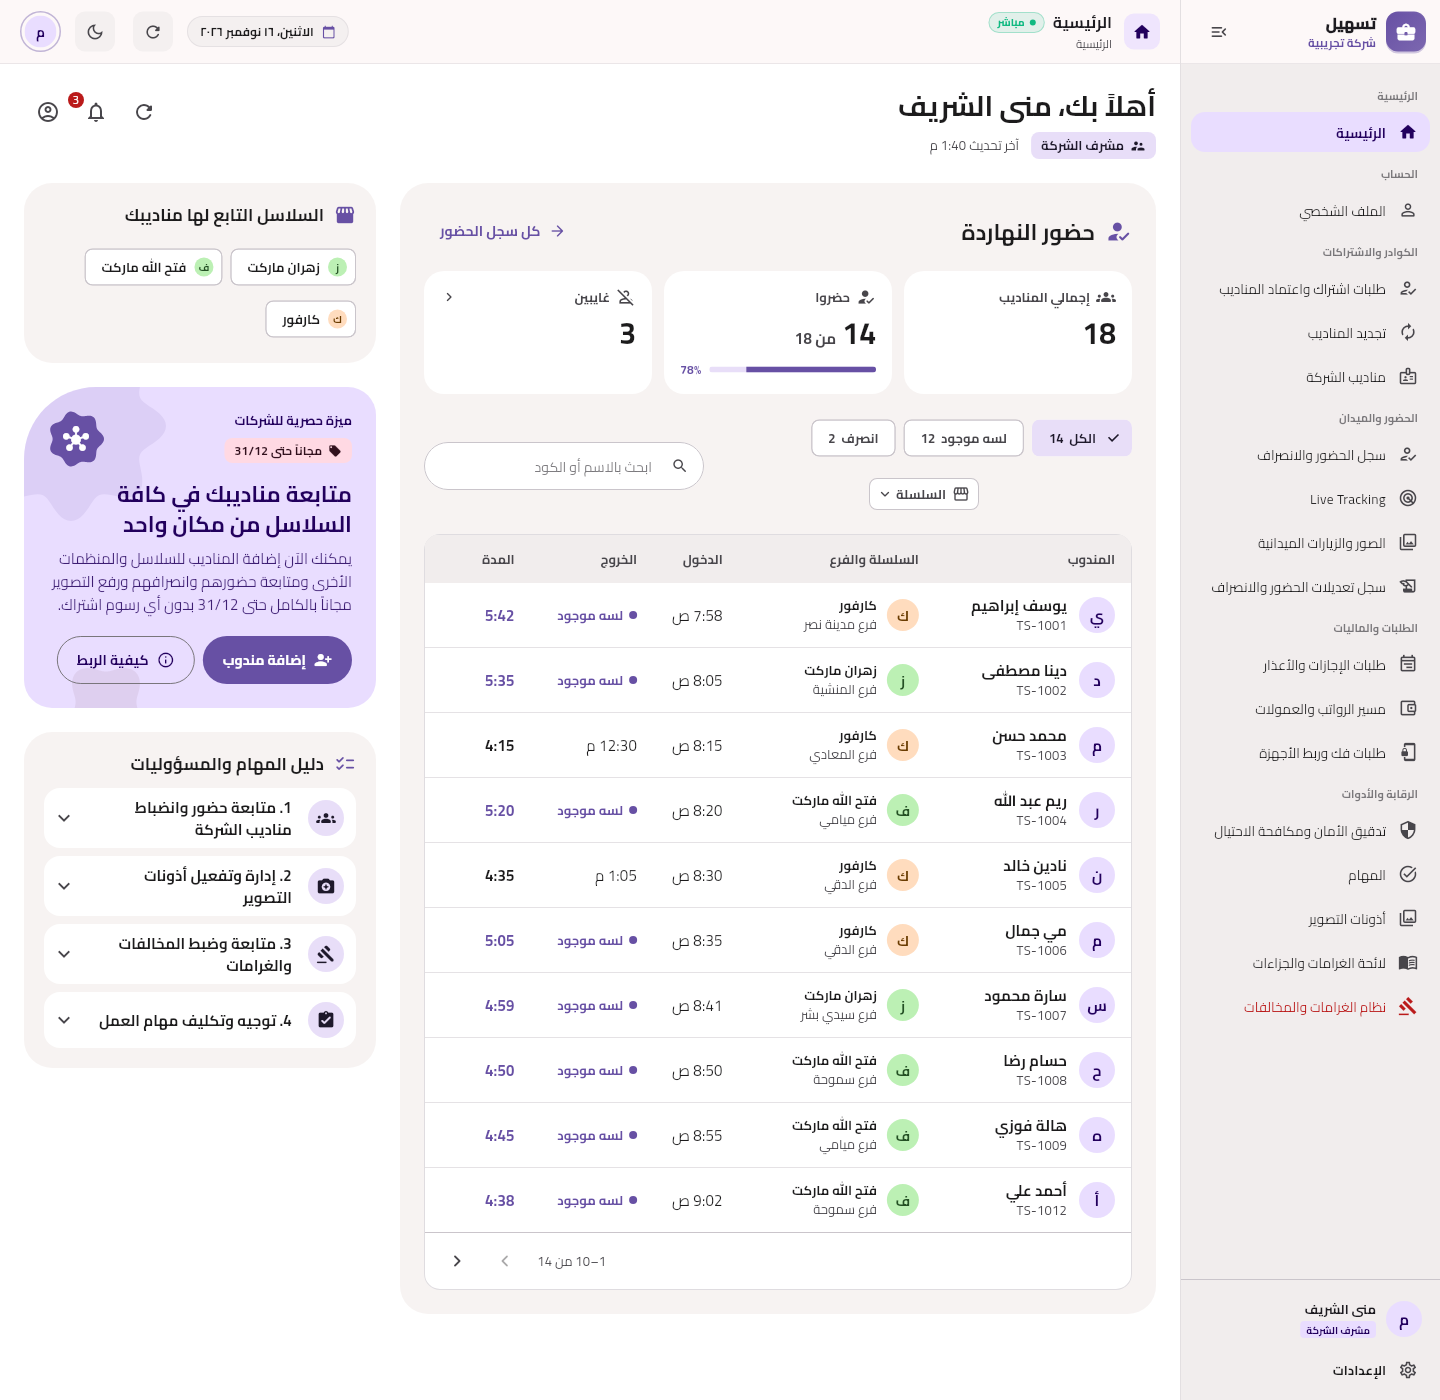 تسهيل
شركة تجريبية
الرئيسية
الرئيسية
الحساب
الملف الشخصي
الكوادر والاشتراكات
طلبات اشتراك واعتماد المناديب
تجديد المناديب
مناديب الشركة
الحضور والميدان
سجل الحضور والانصراف
Live Tracking
الصور والزيارات الميدانية
سجل تعديلات الحضور والانصراف
الطلبات والماليات
طلبات الإجازات والأعذار
مسير الرواتب والعمولات
طلبات فك وربط الأجهزة
الرقابة والأدوات
تدقيق الأمان ومكافحة الاحتيال
المهام
أذونات التصوير
لائحة الغرامات والجزاءات
نظام الغرامات والمخالفات
م
منى الشريف
مشرف الشركة
الإعدادات
الرئيسية
مباشر
الرئيسية
الاثنين، ١٦ نوفمبر ٢٠٢٦
م
أهلاً بك، منى الشريف
مشرف الشركة
آخر تحديث 1:40 م
3
حضور النهاردة
كل سجل الحضور
إجمالي المناديب
18
حضروا
14 من 18
78%
غايبين
3
الكل 14
لسه موجود 12
انصرف 2
السلسلة
ابحث بالاسم أو الكود
المندوب السلسلة والفرع الدخول الخروج المدة
ي يوسف إبراهيم ك كارفور 7:58 ص لسه موجود 5:42
TS-1001 فرع مدينة نصر
د دينا مصطفى ز زهران ماركت 8:05 ص لسه موجود 5:35
TS-1002 فرع المنشية
م محمد حسن ك كارفور 8:15 ص 12:30 م 4:15
TS-1003 فرع المعادي
ر ريم عبد الله ف فتح الله ماركت 8:20 ص لسه موجود 5:20
TS-1004 فرع ميامي
ن نادين خالد ك كارفور 8:30 ص 1:05 م 4:35
TS-1005 فرع الدقي
م مي جمال ك كارفور 8:35 ص لسه موجود 5:05
TS-1006 فرع الدقي
س سارة محمود ز زهران ماركت 8:41 ص لسه موجود 4:59
TS-1007 فرع سيدي بشر
ح حسام رضا ف فتح الله ماركت 8:50 ص لسه موجود 4:50
TS-1008 فرع سموحة
ه هالة فوزي ف فتح الله ماركت 8:55 ص لسه موجود 4:45
TS-1009 فرع ميامي
أ أحمد علي ف فتح الله ماركت 9:02 ص لسه موجود 4:38
TS-1012 فرع سموحة
1–10 من 14
السلاسل التابع لها مناديبك
ز زهران ماركت
ف فتح الله ماركت
ك كارفور
ميزة حصرية للشركات
مجاناً حتى 31/12
متابعة مناديبك في كافة
السلاسل من مكان واحد
يمكنك الآن إضافة المناديب للسلاسل والمنظمات
الأخرى ومتابعة حضورهم وانصرافهم ورفع التصوير
مجاناً بالكامل حتى 31/12 بدون أي رسوم اشتراك.
إضافة مندوب
كيفية الربط
دليل المهام والمسؤوليات
1. متابعة حضور وانضباط
مناديب الشركة
2. إدارة وتفعيل أذونات
التصوير
3. متابعة وضبط المخالفات
والغرامات
4. توجيه وتكليف مهام العمل